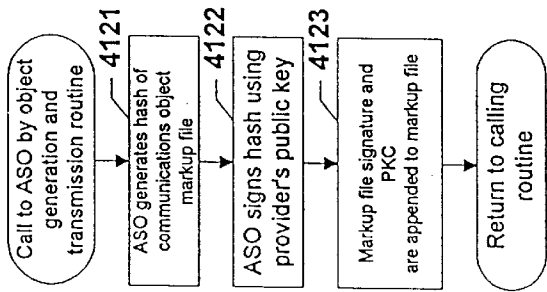 Call to ASO by object
generation and
transmission routine
4121
ASO generates hash of
communications object
markup file
4122
ASO signs hash using
provider's public key
4123
Markup file signature and
PKC
are appended to markup file
Return to calling
routine